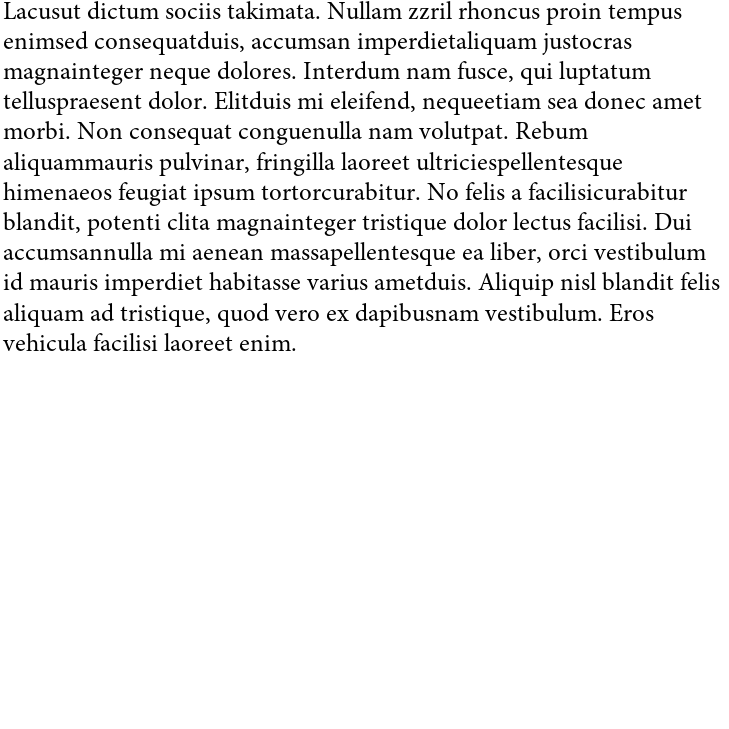 Lacusut dictum sociis takimata. Nullam zzril rhoncus proin tempus
enimsed consequatduis, accumsan imperdietaliquam justocras
magnainteger neque dolores. Interdum nam fusce, qui luptatum
telluspraesent dolor. Elitduis mi eleifend, nequeetiam sea donec amet
morbi. Non consequat conguenulla nam volutpat. Rebum
aliquammauris pulvinar, fringilla laoreet ultriciespellentesque
himenaeos feugiat ipsum tortorcurabitur. No felis a facilisicurabitur
blandit, potenti clita magnainteger tristique dolor lectus facilisi. Dui
accumsannulla mi aenean massapellentesque ea liber, orci vestibulum
id mauris imperdiet habitasse varius ametduis. Aliquip nisl blandit felis
aliquam ad tristique, quod vero ex dapibusnam vestibulum. Eros
vehicula facilisi laoreet enim.